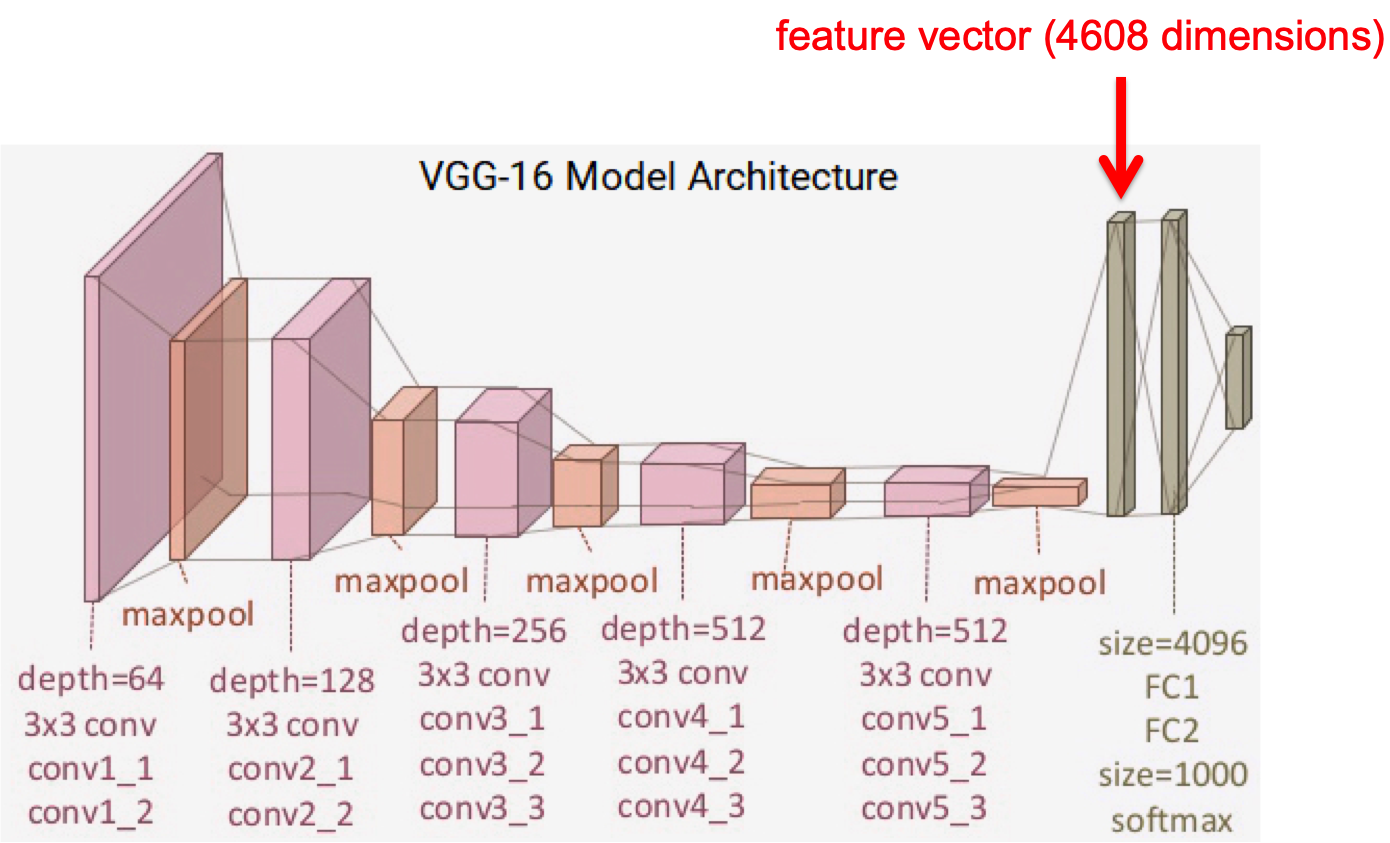 feature vector (4608 dimensions)
VGG-16 Model Architecture
maxpool
maxpool
maxpool
maxpool
maxpool
depth=64
3x3 conv
conv1_1
conv1_2
depth=128
3x3 conv
conv2_1
conv2_2
depth=256
3x3 conv
conv3_1
conv3_2
conv3_3
depth=512
3x3 conv
conv4_1
conv4_2
conv4_3
depth=512
3x3 conv
conv5_1
conv5_2
conv5_3
size=4096
FC1
FC2
size=1000
softmax